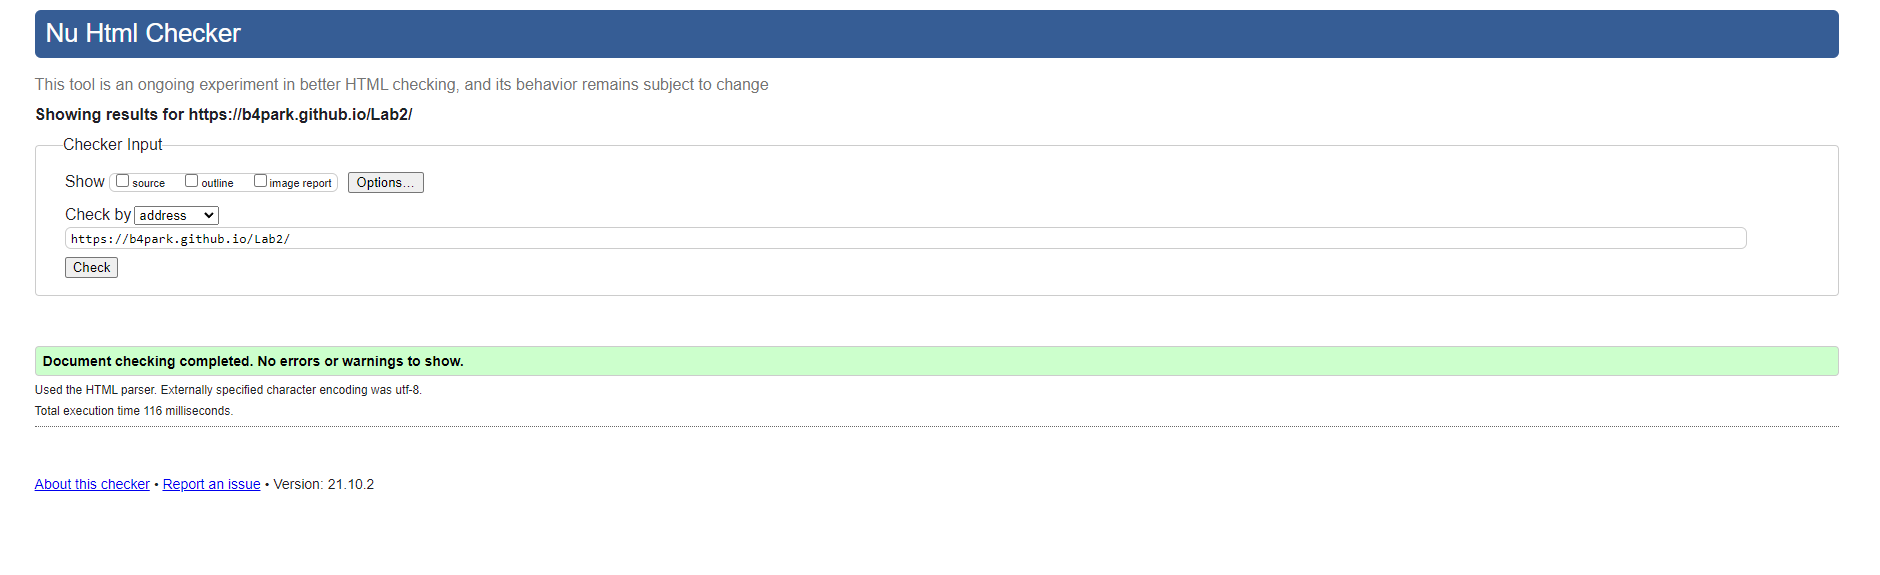 Nu Html Checker
This tool is an ongoing experiment in better HTML checking, and its behavior remains subject to change
Showing results for https://b4park.github.io/Lab2/
Checker Input
Show source outline image report Options...
Check by address
https://b4park.github.io/Lab2/
Check
Document checking completed. No errors or warnings to show.
Used the HTML parser. Externally specified character encoding was utf-8.
Total execution time 116 milliseconds.
About this checker • Report an issue • Version: 21.10.2